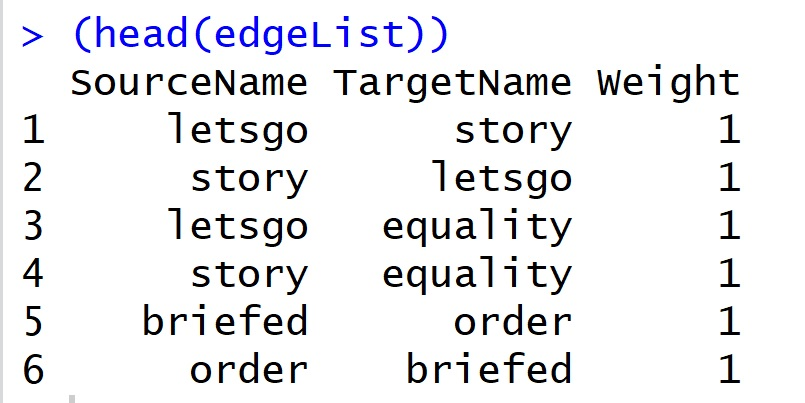 > (head(edgeList))
SourceName TargetName Weight
1 letsgo story 1
2 story letsgo 1
3 letsgo equality 1
4 story equality 1
5 briefed order 1
6 order briefed 1